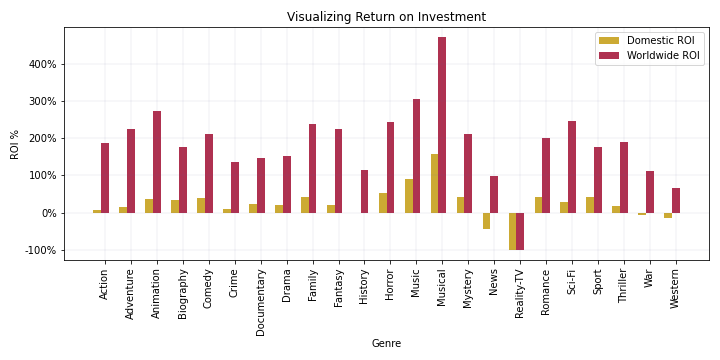 Visualizing Return on Investment
Domestic ROI
Worldwide ROI
ROI %
400%
300%
200%
100%
0%
-100%
Action
Adventure
Animation
Biography
Comedy
Crime
Documentary
Drama
Family
Fantasy
History
Horror
Music
Musical
Mystery
News
Reality-TV
Romance
Sci-Fi
Sport
Thriller
War
Western
Genre